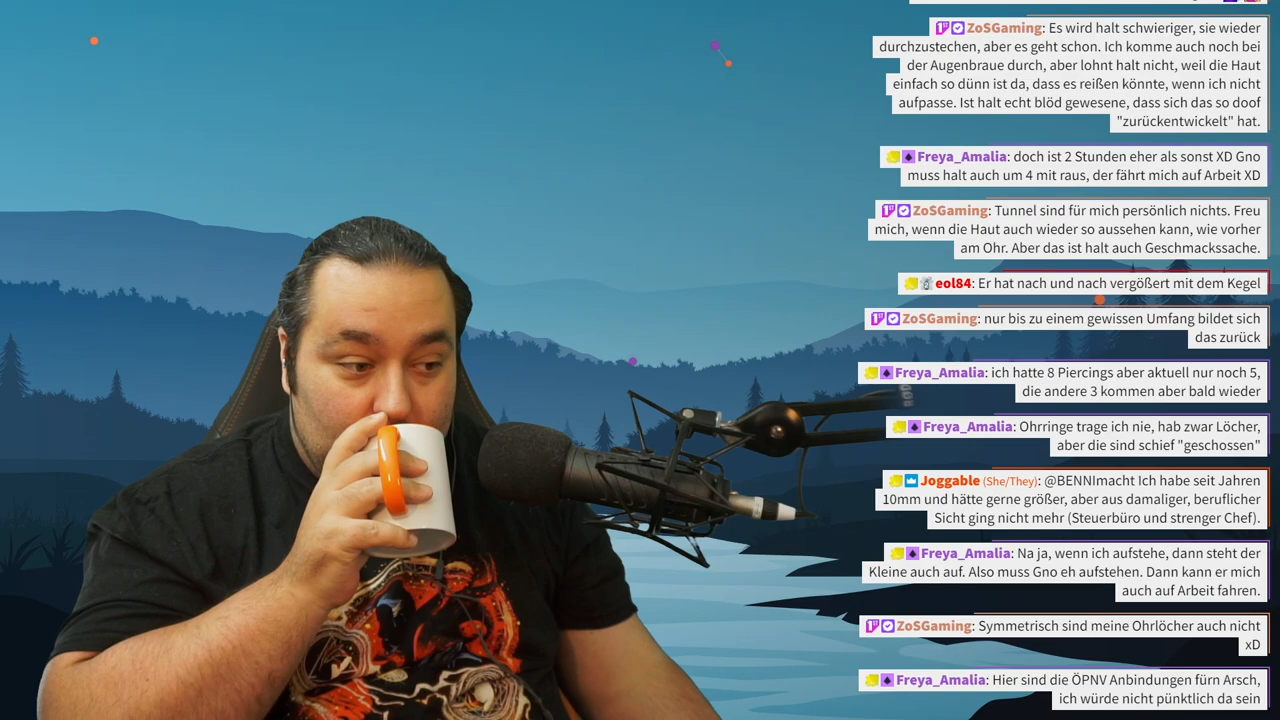 ZoSGaming: Es wird halt schwieriger, sie wieder
durchzustechen, aber es geht schon. Ich komme auch noch bei
der Augenbraue durch, aber lohnt halt nicht, weil die Haut
einfach so dünn ist da, dass es reißen könnte, wenn ich nicht
aufpasse. Ist halt echt blöd gewesene, dass sich das so doof
"zurückentwickelt" hat.
Freya_Amalia: doch ist 2 Stunden eher als sonst XD Gno
muss halt auch um 4 mit raus, der fährt mich auf Arbeit XD
ZoSGaming: Tunnel sind für mich persönlich nichts. Freu
mich, wenn die Haut auch wieder so aussehen kann, wie vorher
am Ohr. Aber das ist halt auch Geschmackssache.
eol84: Er hat nach und nach vergößert mit dem Kegel
ZoSGaming: nur bis zu einem gewissen Umfang bildet sich
das zurück
Freya_Amalia: ich hatte 8 Piercings aber aktuell nur noch 5,
die andere 3 kommen aber bald wieder
Freya_Amalia: Ohrringe trage ich nie, hab zwar Löcher,
aber die sind schief "geschossen"
Joggable (She/They): @BENNImacht Ich habe seit Jahren
10mm und hätte gerne größer, aber aus damaliger, beruflicher
Sicht ging nicht mehr (Steuerbüro und strenger Chef).
Freya_Amalia: Na ja, wenn ich aufstehe, dann steht der
Kleine auch auf. Also muss Gno eh aufstehen. Dann kann er mich
auch auf Arbeit fahren.
ZoSGaming: Symmetrisch sind meine Ohrlöcher auch nicht
xD
Freya_Amalia: Hier sind die ÖPNV Anbindungen fürn Arsch,
ich würde nicht pünktlich da sein